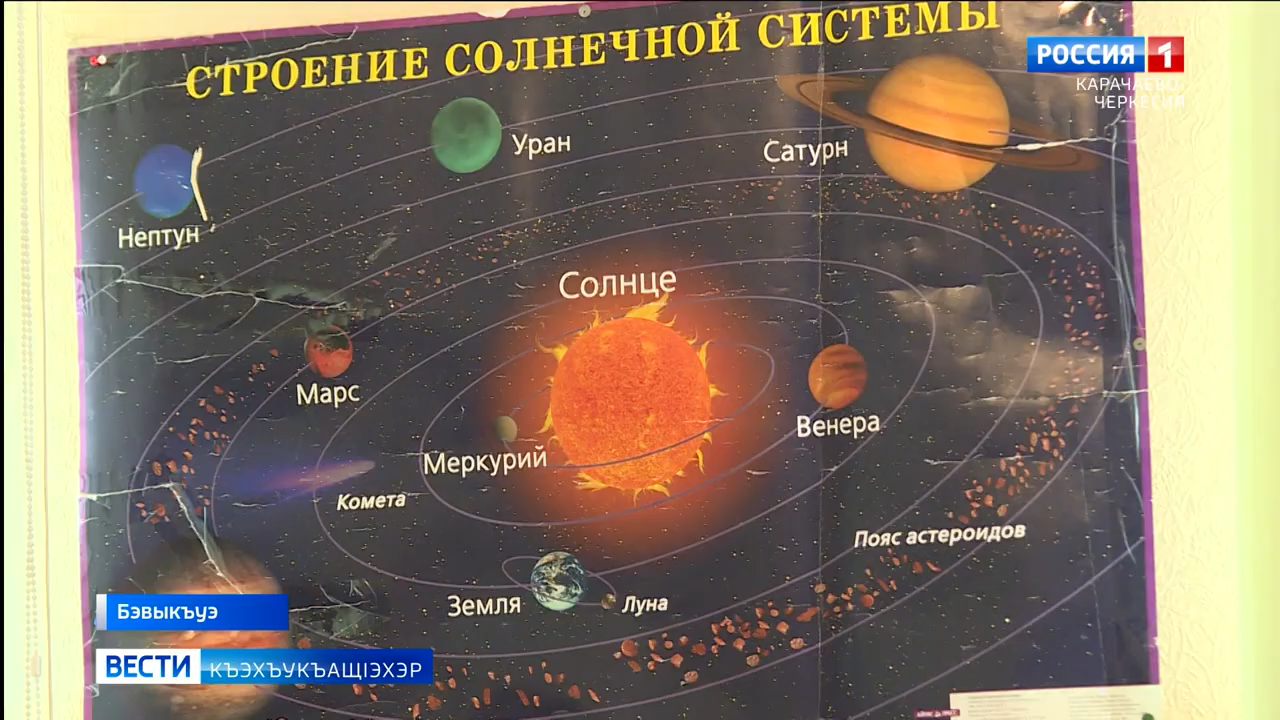 СТРОЕНИЕ СОЛНЕЧНОЙ СИСТЕМЫ
РОССИЯ 1
КАРАЧАЕВО-
ЧЕРКЕСИЯ
Уран
Сатурн
Нептун
Солнце
Марс
Венера
Меркурий
Комета
Пояс астероидов
Земля
Луна
Бэвыкъуэ
ВЕСТИ КЪЭХЪУКЪАЩIЭХЭР